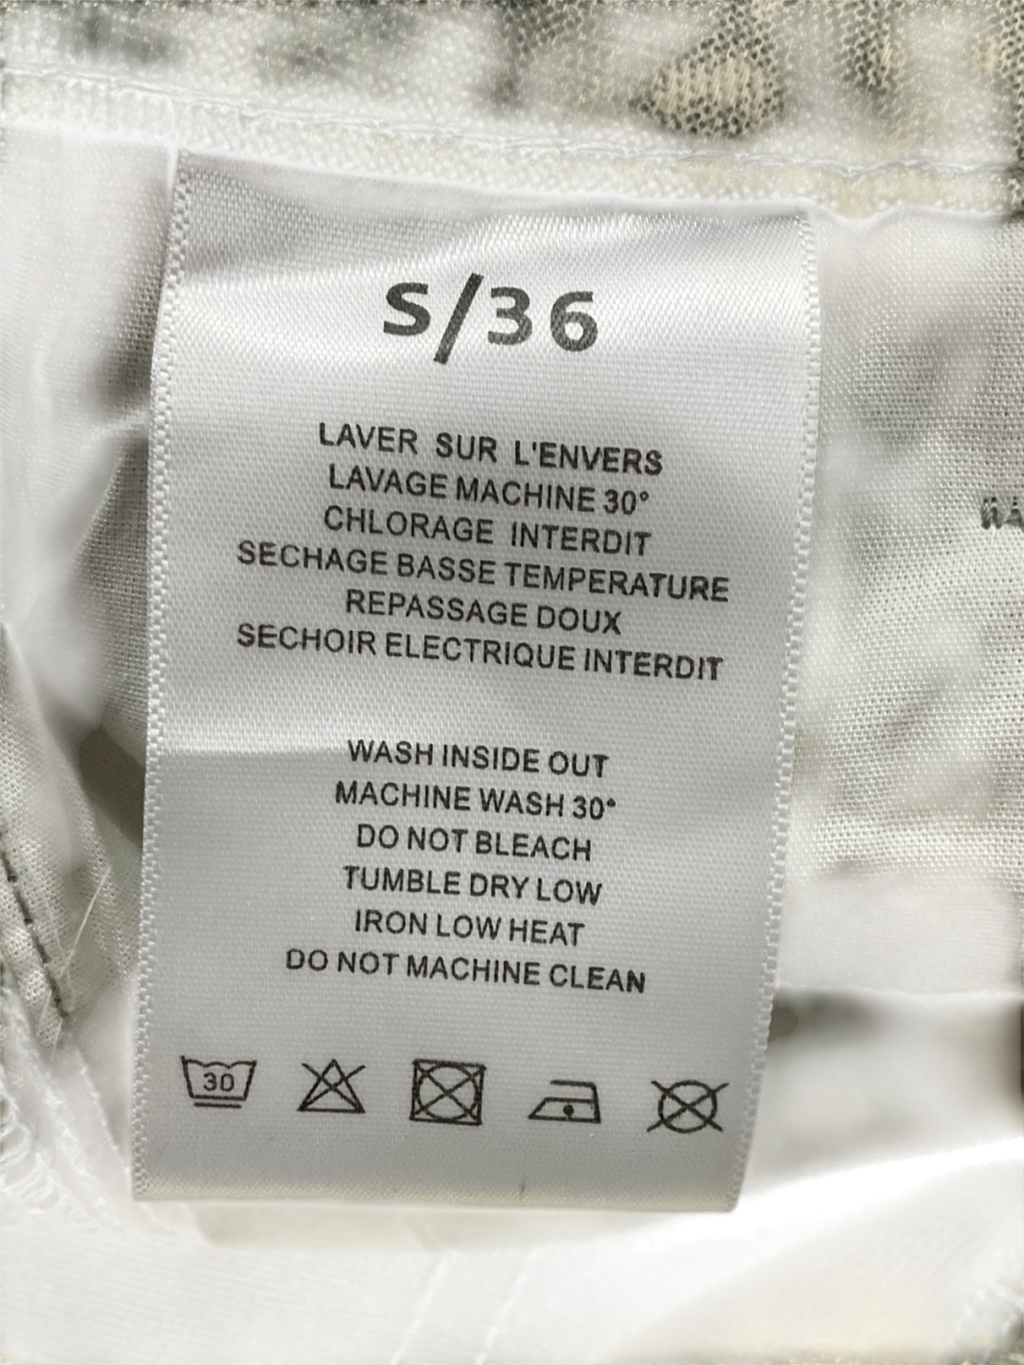 S/36
LAVER SUR L'ENVERS
LAVAGE MACHINE 30°
CHLORAGE INTERDIT
SECHAGE BASSE TEMPERATURE
REPASSAGE DOUX
SECHOIR ELECTRIQUE INTERDIT
WASH INSIDE OUT
MACHINE WASH 30°
DO NOT BLEACH
TUMBLE DRY LOW
IRON LOW HEAT
DO NOT MACHINE CLEAN
30